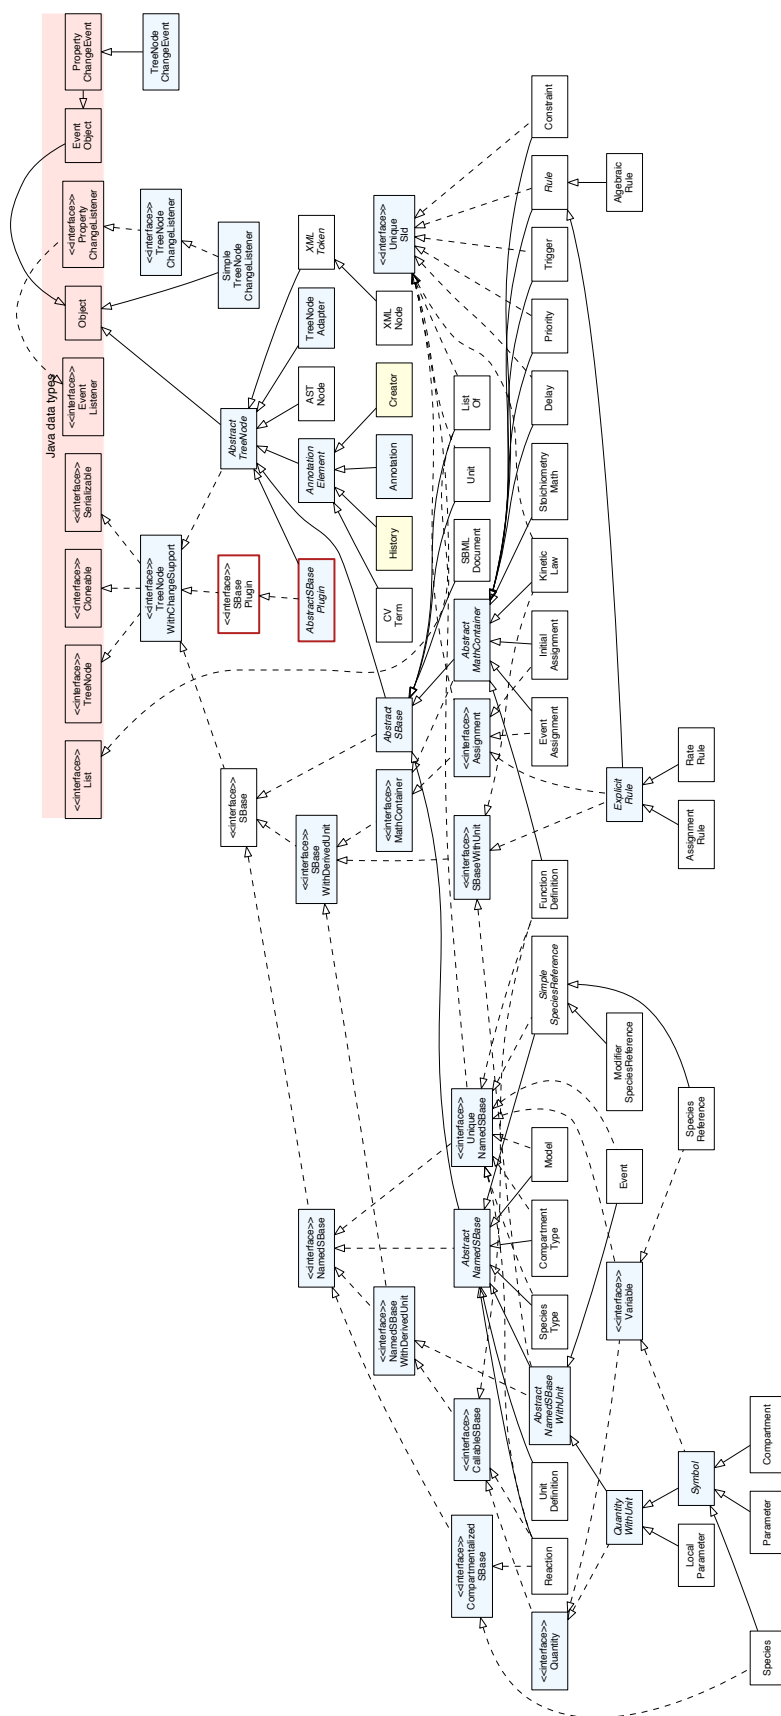 Java data types
Property
ChangeEvent
TreeNode
ChangeEvent
Event
Object
<<interface>>
Property
ChangeListener
<<interface>>
TreeNode
ChangeListener
Simple
TreeNode
ChangeListener
Object
<<interface>>
Event
Listener
<<interface>>
Serializable
<<interface>>
Cloneable
<<interface>>
TreeNode
<<interface>>
List
<<interface>>
TreeNode
WithChangeSupport
Abstract
TreeNode
<<interface>>
SBase
Plugin
AbstractSBase
Plugin
<<interface>>
SBase
XML
Token
TreeNode
Adapter
AST
Node
Annotation
Element
<<interface>>
SBase
WithDerivedUnit
<<interface>>
NamedSBase
<<interface>>
Unique
SId
XML
Node
Creator
Annotation
History
CV
Term
Abstract
SBase
<<interface>>
MathContainer
<<interface>>
NamedSBase
WithDerivedUnit
List
Of
Unit
SBML
Document
Abstract
MathContainer
<<interface>>
Assignment
<<interface>>
SBaseWithUnit
<<interface>>
Unique
NamedSBase
Abstract
NamedSBase
<<interface>>
CallableSBase
<<interface>>
Compartmentalized
SBase
Constraint
Rule
Trigger
Priority
Delay
Stoichiometry
Math
Kinetic
Law
Initial
Assignment
Event
Assignment
Function
Definition
Simple
SpeciesReference
Model
Compartment
Type
Species
Type
Abstract
NamedSBase
WithUnit
Unit
Definition
Reaction
<<interface>>
Quantity
Algebraic
Rule
Explicit
Rule
Modifier
SpeciesReference
Event
<<interface>>
Variable
Quantity
WithUnit
Rate
Rule
Assignment
Rule
Species
Reference
Symbol
Local
Parameter
Compartment
Parameter
Species